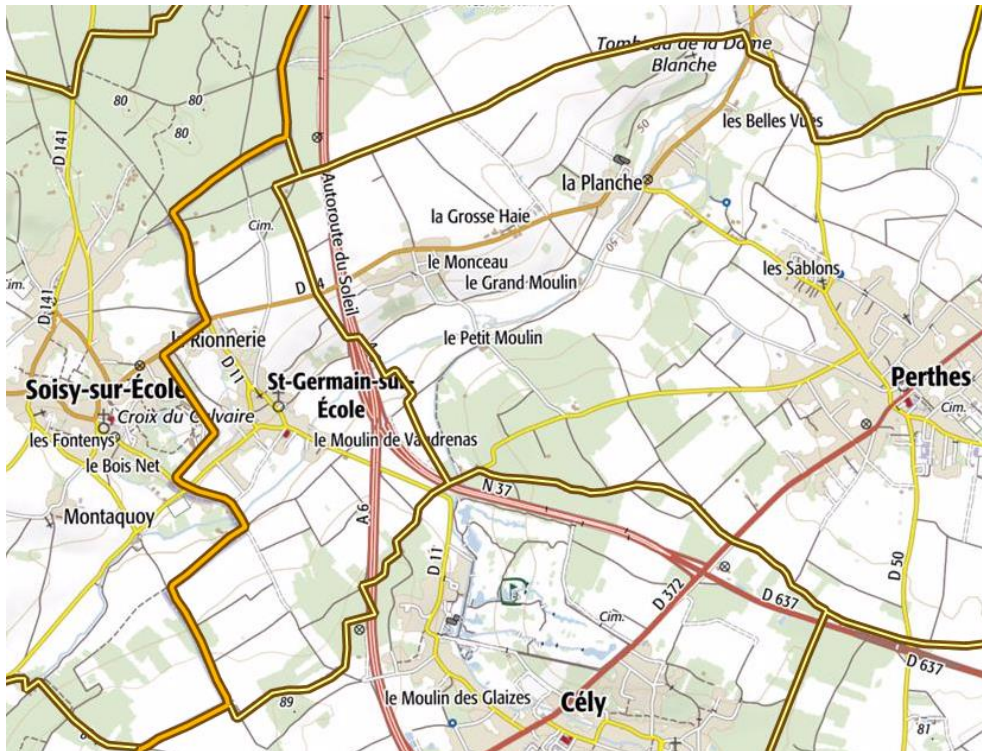 80
80
80
D 141
Tombeau de la Dame
Blanche
les Belles Vues
50
la Planche
Autoroute du Soleil
Cim.
la Grosse Haie
50
les Sablons
le Monceau
le Grand Moulin
D 141
le Petit Moulin
Rionnerie
D 11
St-Germain-sur-
École
Perthes
Cim.
Soisy-sur-École
Croix du Calvaire
les Fontenys
le Moulin de Vaudrenas
le Bois Net
N 37
A 6
Montaquoy
D 11
D 50
D 372
D 637
Cim.
D 637
89
le Moulin des Glaizes
Cély
81